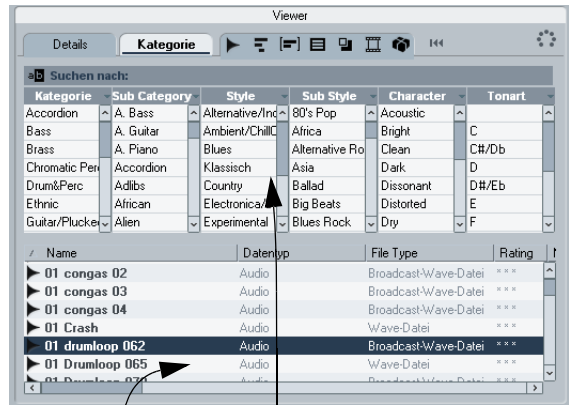 Viewer
Details Kategorie
ab Suchen nach:
Kategorie Sub Category Style Sub Style Character Tonart
Accordion A. Bass Alternative/Ind 80's Pop Acoustic
Bass A. Guitar Ambient/ChillC Africa Bright C
Brass A. Piano Blues Alternative Ro Clean C#/Db
Chromatic Perc Accordion Klassisch Asia Dark D
Drum&Perc Adlibs Country Ballad Dissonant D#/Eb
Ethnic African Electronica/ Big Beats Distorted E
Guitar/Plucked Alien Experimental Blues Rock Dry F
Name Datentyp File Type Rating
01 congas 02 Audio Broadcast-Wave-Datei ***
01 congas 03 Audio Broadcast-Wave-Datei ***
01 congas 04 Audio Broadcast-Wave-Datei ***
01 Crash Audio Wave-Datei ***
01 drumloop 062 Audio Broadcast-Wave-Datei ***
01 Drumloop 065 Audio Wave-Datei ***